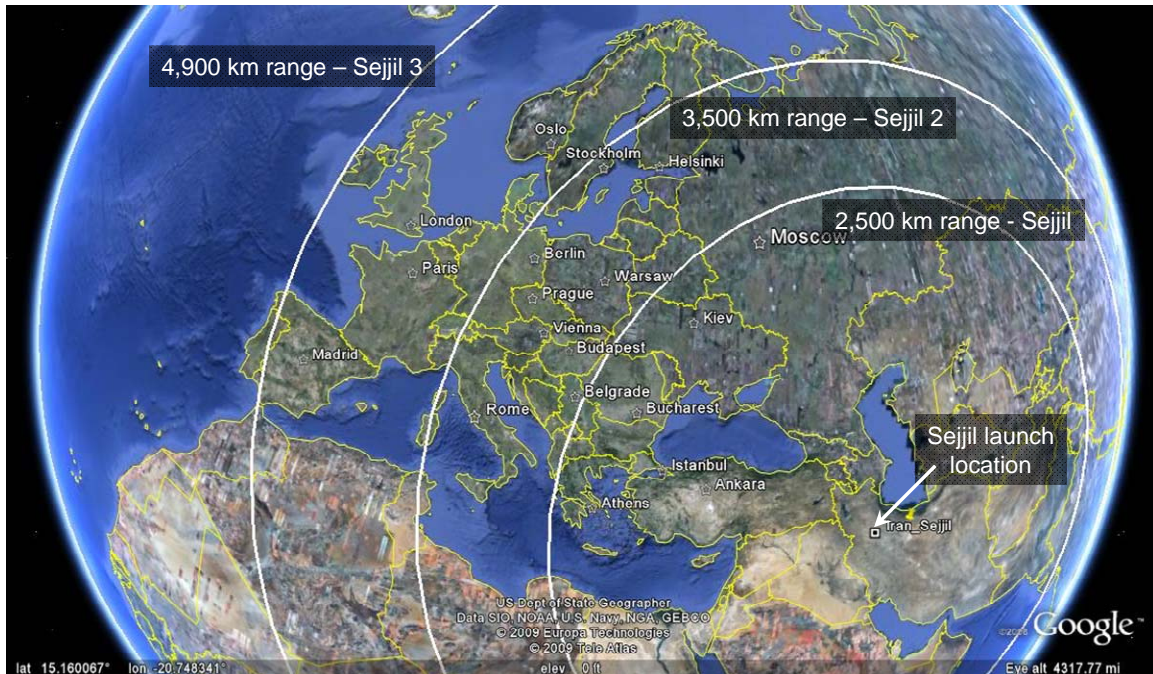 4,900 km range – Sejjil 3
3,500 km range – Sejjil 2
Oslo
Stockholm
Helsinki
2,500 km range - Sejjil
London
Moscow
Berlin
Paris
Warsaw
Prague
Kiev
Vienna
Budapest
Madrid
Belgrade
Rome
Bucharest
Sejjil launch
location
Istanbul
Ankara
Athens
Iran_Sejjil
US Dept of State Geographer
Data SIO, NOAA, U.S. Navy, NGA, GEBCO
© 2009 Europa Technologies
© 2009 Tele Atlas
Google™
lat 15.160067° lon -20.748341° elev 0 ft Eye alt 4317.77 mi